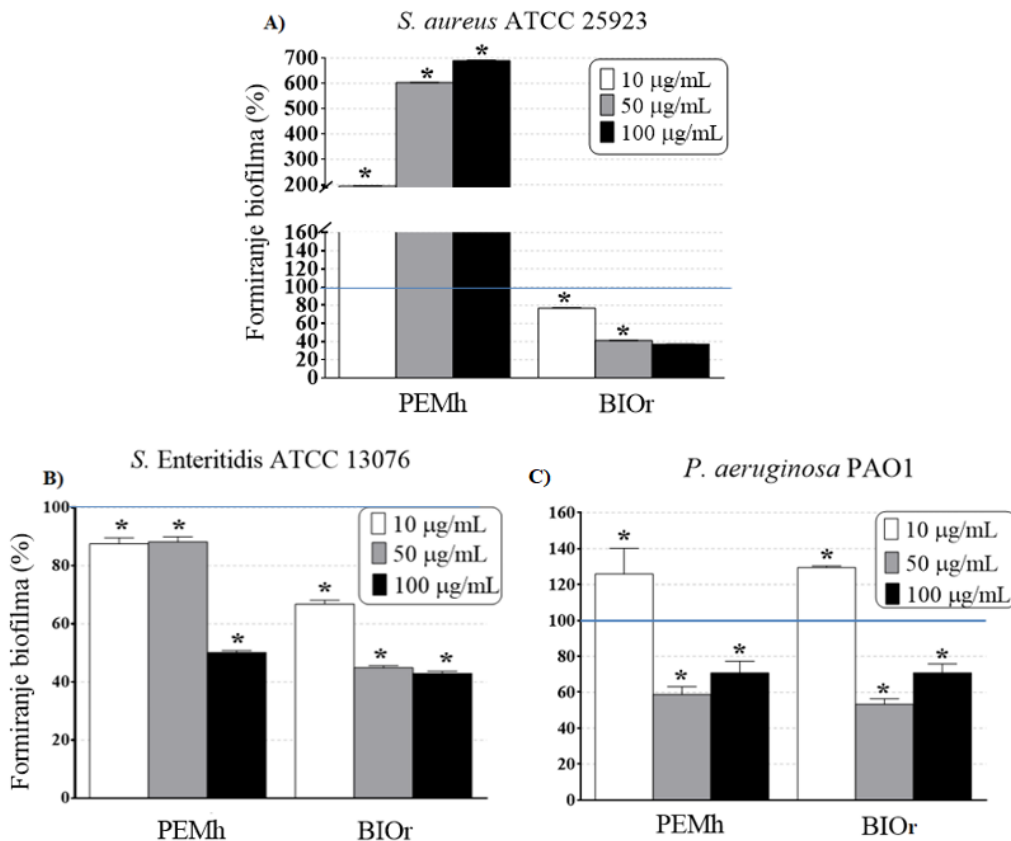 A)
S. aureus ATCC 25923
Formiranje biofilma (%)
700
600
500
400
300
200
160
140
120
100
80
60
40
20
0
*
*
*
*
*
10 µg/mL
50 µg/mL
100 µg/mL
PEMh BIOr
B)
S. Enteritidis ATCC 13076
Formiranje biofilma (%)
100
80
60
40
20
0
*
*
*
*
*
*
10 µg/mL
50 µg/mL
100 µg/mL
PEMh BIOr
C)
P. aeruginosa PAO1
160
140
120
100
80
60
40
20
0
*
*
*
*
*
*
10 µg/mL
50 µg/mL
100 µg/mL
PEMh BIOr